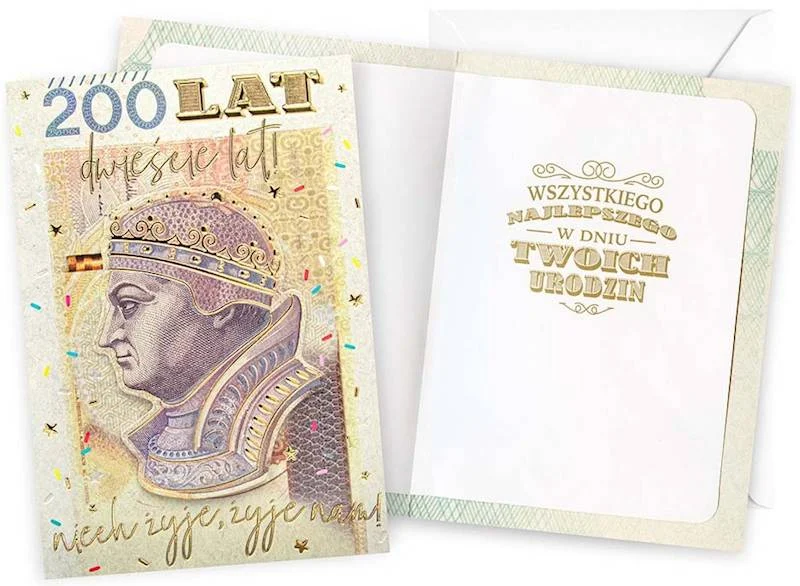 200 LAT
dwieście lat!
niech żyje, żyje nam!
WSZYSTKIEGO
NAJLEPSZEGO
W DNIU
TWOICH
URODZIN